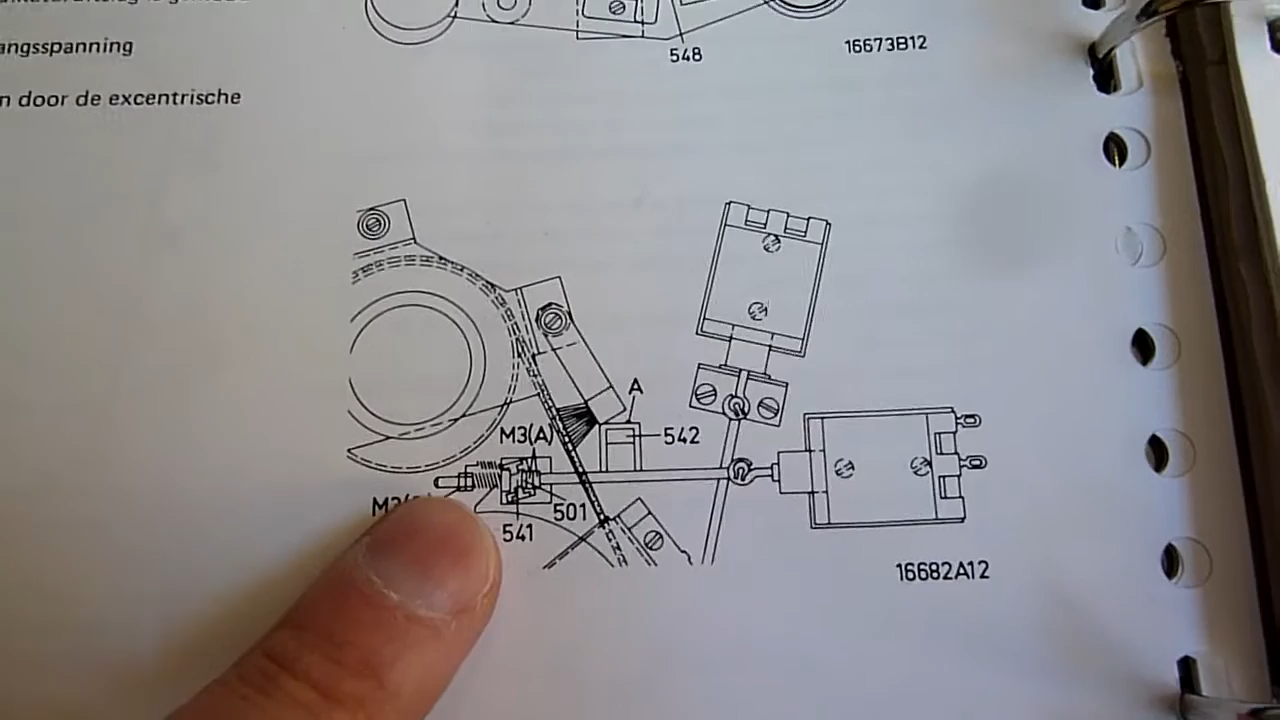 angsspanning
n door de excentrische
548
16673B12
A
M3(A)
542
501
541
16682A12